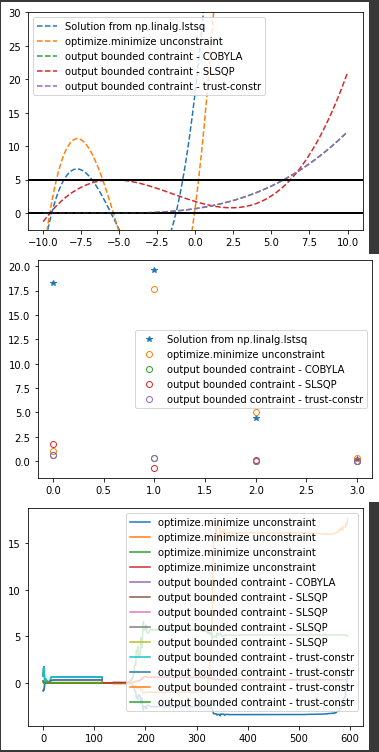 30
Solution from np.linalg.lstsq
optimize.minimize unconstraint
25
output bounded contraint - COBYLA
20
output bounded contraint - SLSQP
output bounded contraint - trust-constr
15
10
5
0
−10.0 −7.5 −5.0 −2.5 0.0 2.5 5.0 7.5 10.0
20.0
17.5
15.0
12.5
Solution from np.linalg.lstsq
optimize.minimize unconstraint
10.0
output bounded contraint - COBYLA
7.5
output bounded contraint - SLSQP
output bounded contraint - trust-constr
5.0
2.5
0.0
0.0 0.5 1.0 1.5 2.0 2.5 3.0
optimize.minimize unconstraint
15
optimize.minimize unconstraint
optimize.minimize unconstraint
optimize.minimize unconstraint
output bounded contraint - COBYLA
10
output bounded contraint - SLSQP
output bounded contraint - SLSQP
output bounded contraint - SLSQP
5
output bounded contraint - SLSQP
output bounded contraint - trust-constr
output bounded contraint - trust-constr
0
output bounded contraint - trust-constr
output bounded contraint - trust-constr
0 100 200 300 400 500 600